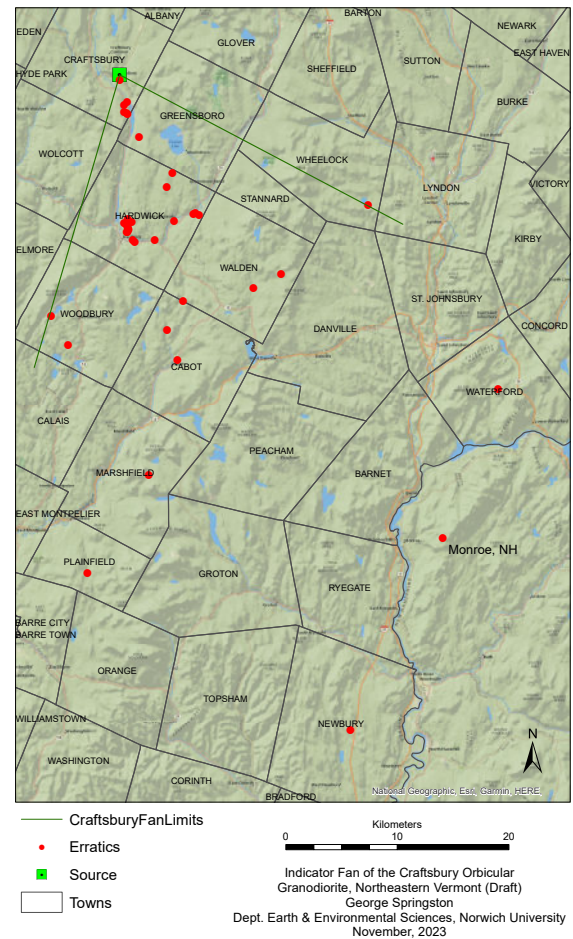 ALBANY
BARTON
EDEN
NEWARK
GLOVER
CRAFTSBURY
SUTTON
EAST HAVEN
HYDE PARK
SHEFFIELD
BURKE
GREENSBORO
WOLCOTT
WHEELOCK
LYNDON
VICTORY
STANNARD
HARDWICK
KIRBY
ELMORE
WALDEN
ST. JOHNSBURY
WOODBURY
DANVILLE
CONCORD
CABOT
WATERFORD
CALAIS
PEACHAM
MARSHFIELD
BARNET
EAST MONTPELIER
Monroe, NH
PLAINFIELD
GROTON
RYEGATE
BARRE CITY
BARRE TOWN
ORANGE
TOPSHAM
WILLIAMSTOWN
NEWBURY
N
WASHINGTON
CORINTH
BRADFORD
National Geographic, Esri, Garmin, HERE,
CraftsburyFanLimits
Erratics
Source
Towns
Kilometers
0 10 20
Indicator Fan of the Craftsbury Orbicular
Granodiorite, Northeastern Vermont (Draft)
George Springston
Dept. Earth & Environmental Sciences, Norwich University
November, 2023